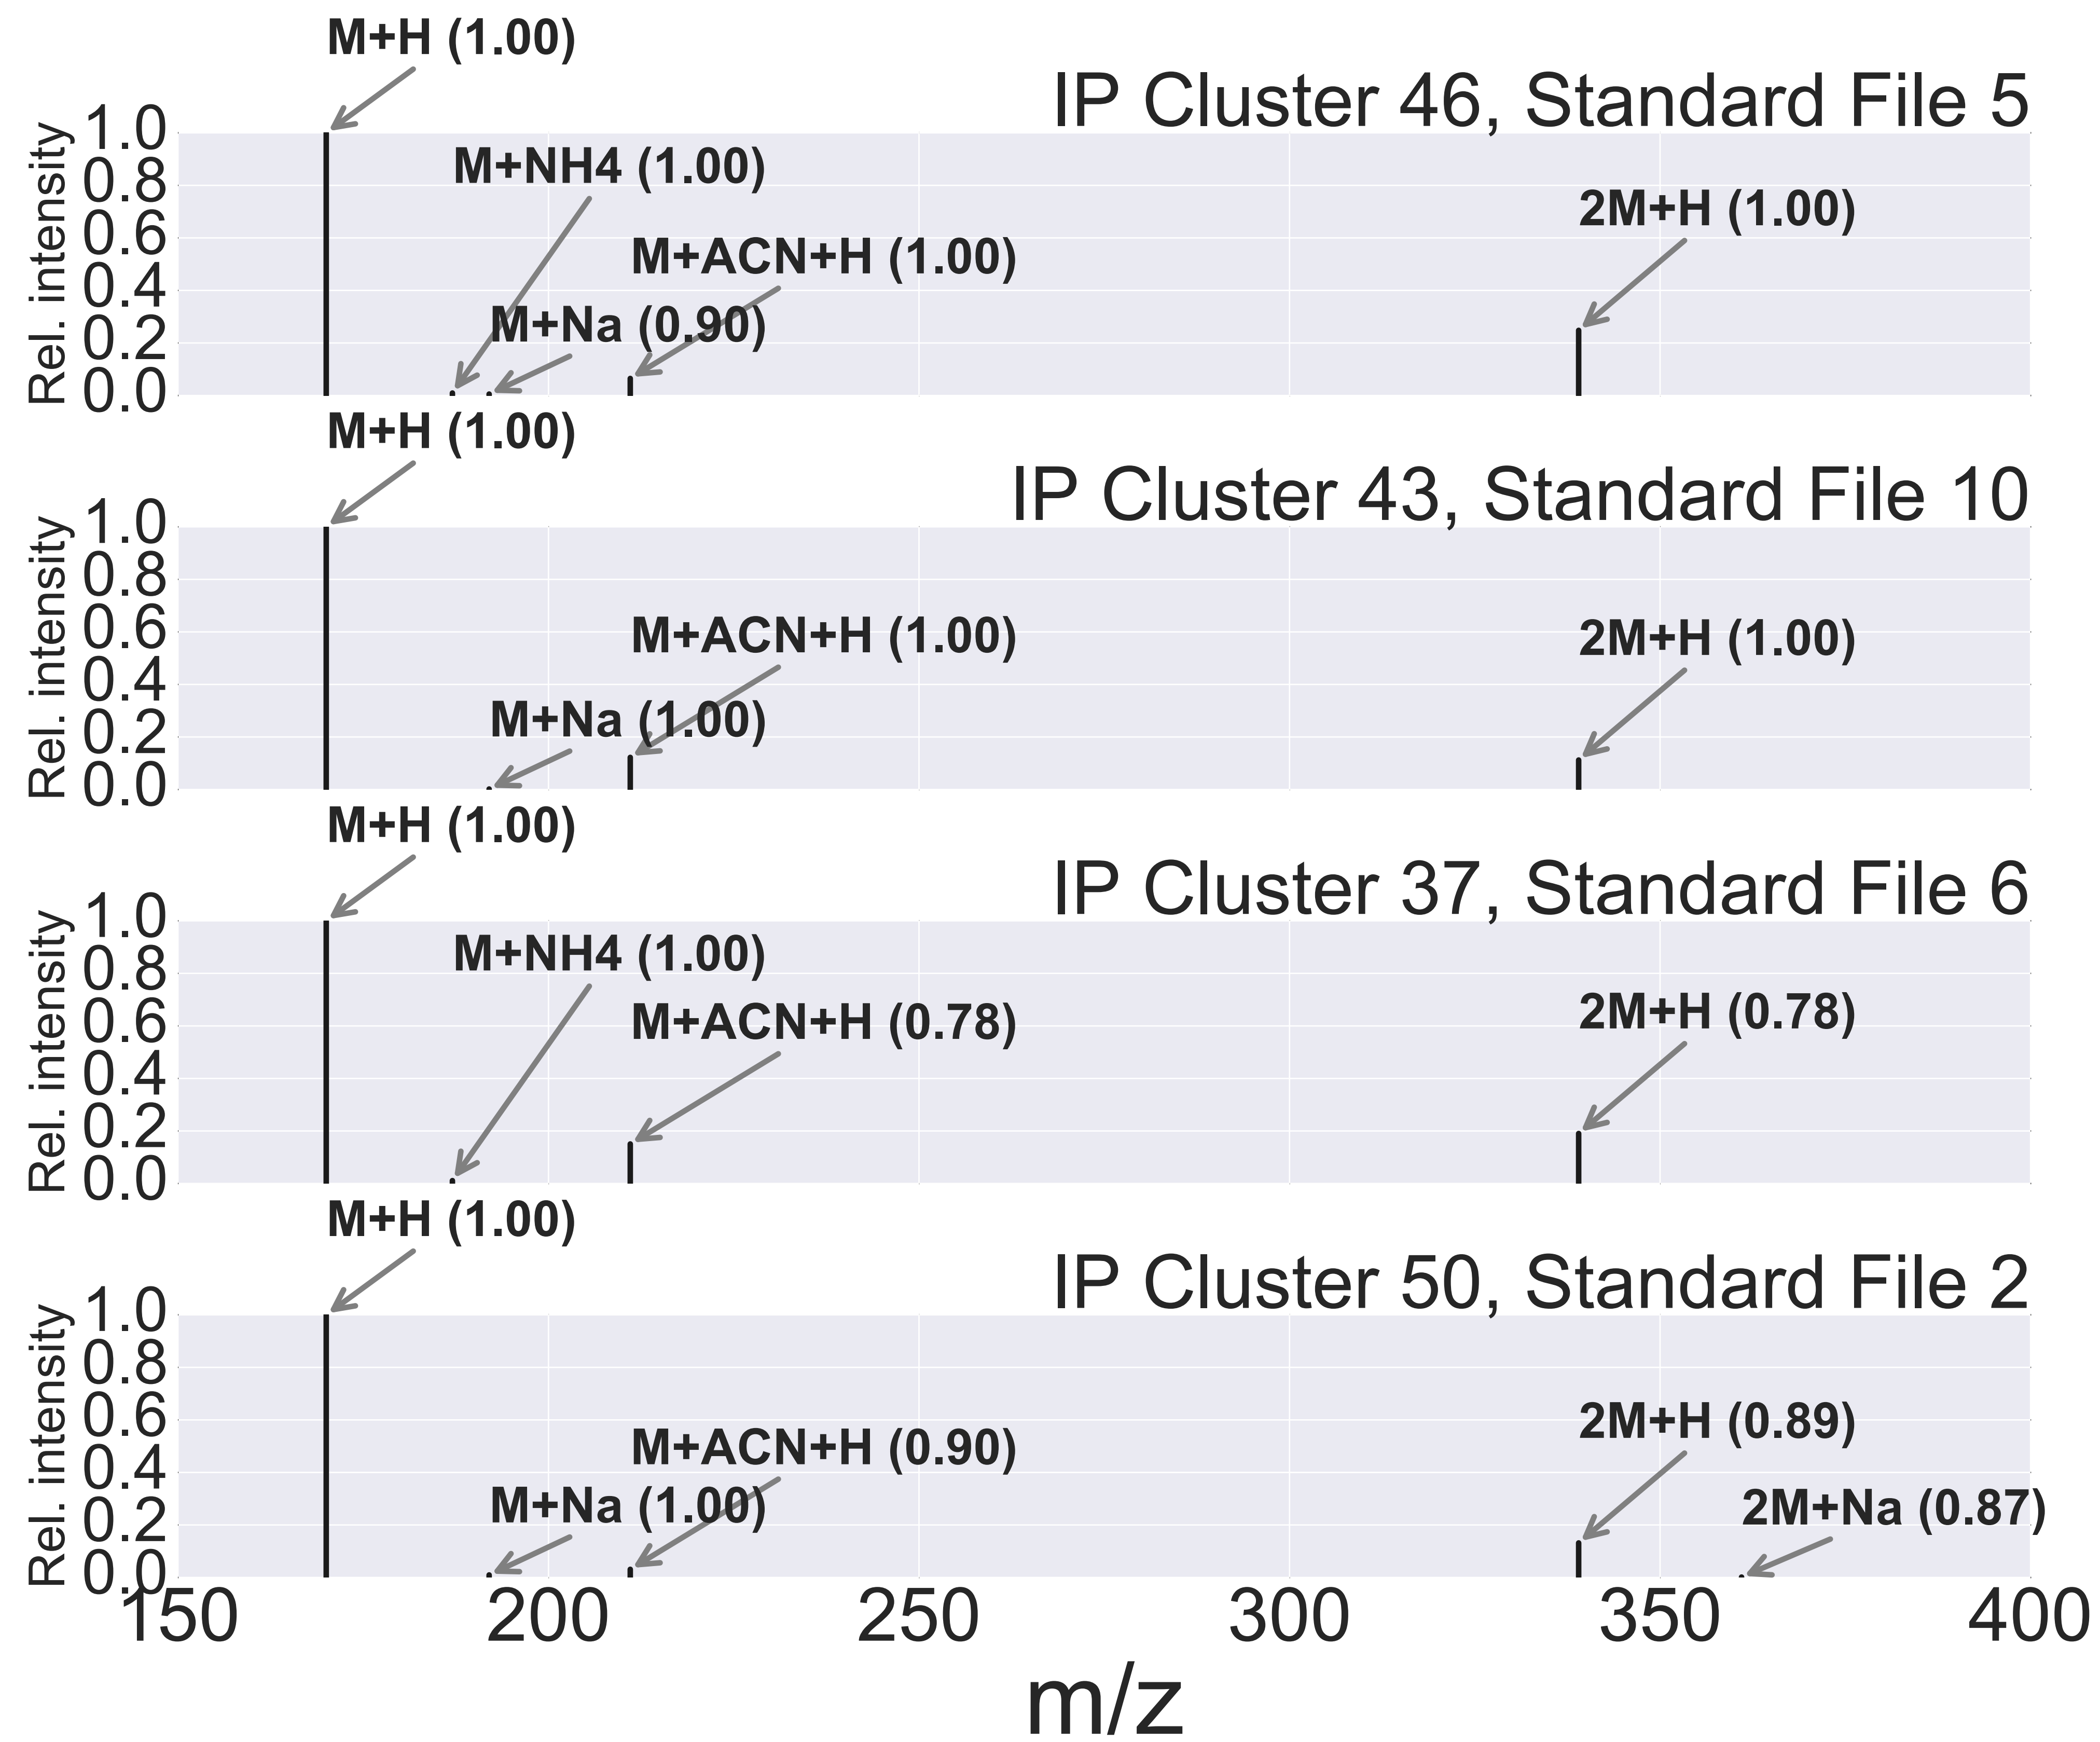 M+H (1.00)
IP Cluster 46, Standard File 5
Rel. intensity
1.0
0.8
0.6
0.4
0.2
0.0
M+NH4 (1.00)
2M+H (1.00)
M+ACN+H (1.00)
M+Na (0.90)
M+H (1.00)
IP Cluster 43, Standard File 10
Rel. intensity
1.0
0.8
0.6
0.4
0.2
0.0
M+ACN+H (1.00)
2M+H (1.00)
M+Na (1.00)
M+H (1.00)
IP Cluster 37, Standard File 6
Rel. intensity
1.0
0.8
0.6
0.4
0.2
0.0
M+NH4 (1.00)
M+ACN+H (0.78)
2M+H (0.78)
M+H (1.00)
IP Cluster 50, Standard File 2
Rel. intensity
1.0
0.8
0.6
0.4
0.2
0.0
2M+H (0.89)
M+ACN+H (0.90)
M+Na (1.00)
2M+Na (0.87)
150 200 250 300 350 400
m/z